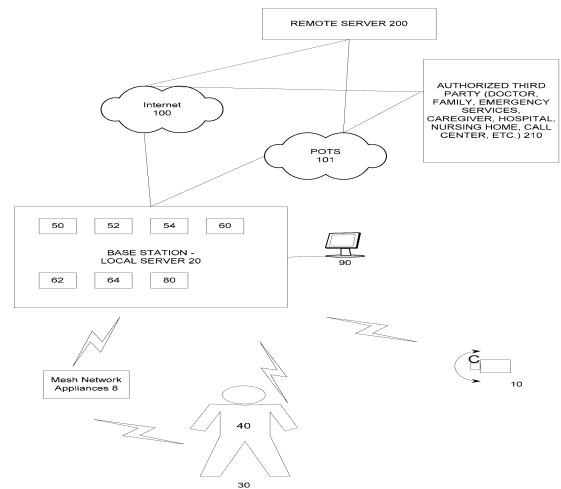 REMOTE SERVER 200
Internet
100
AUTHORIZED THIRD
PARTY (DOCTOR,
FAMILY, EMERGENCY
SERVICES,
CAREGIVER, HOSPITAL,
NURSING HOME, CALL
CENTER, ETC.) 210
POTS
101
50
52
54
60
BASE STATION -
LOCAL SERVER 20
62
64
80
90
Mesh Network
Appliances 8
C
10
40
30